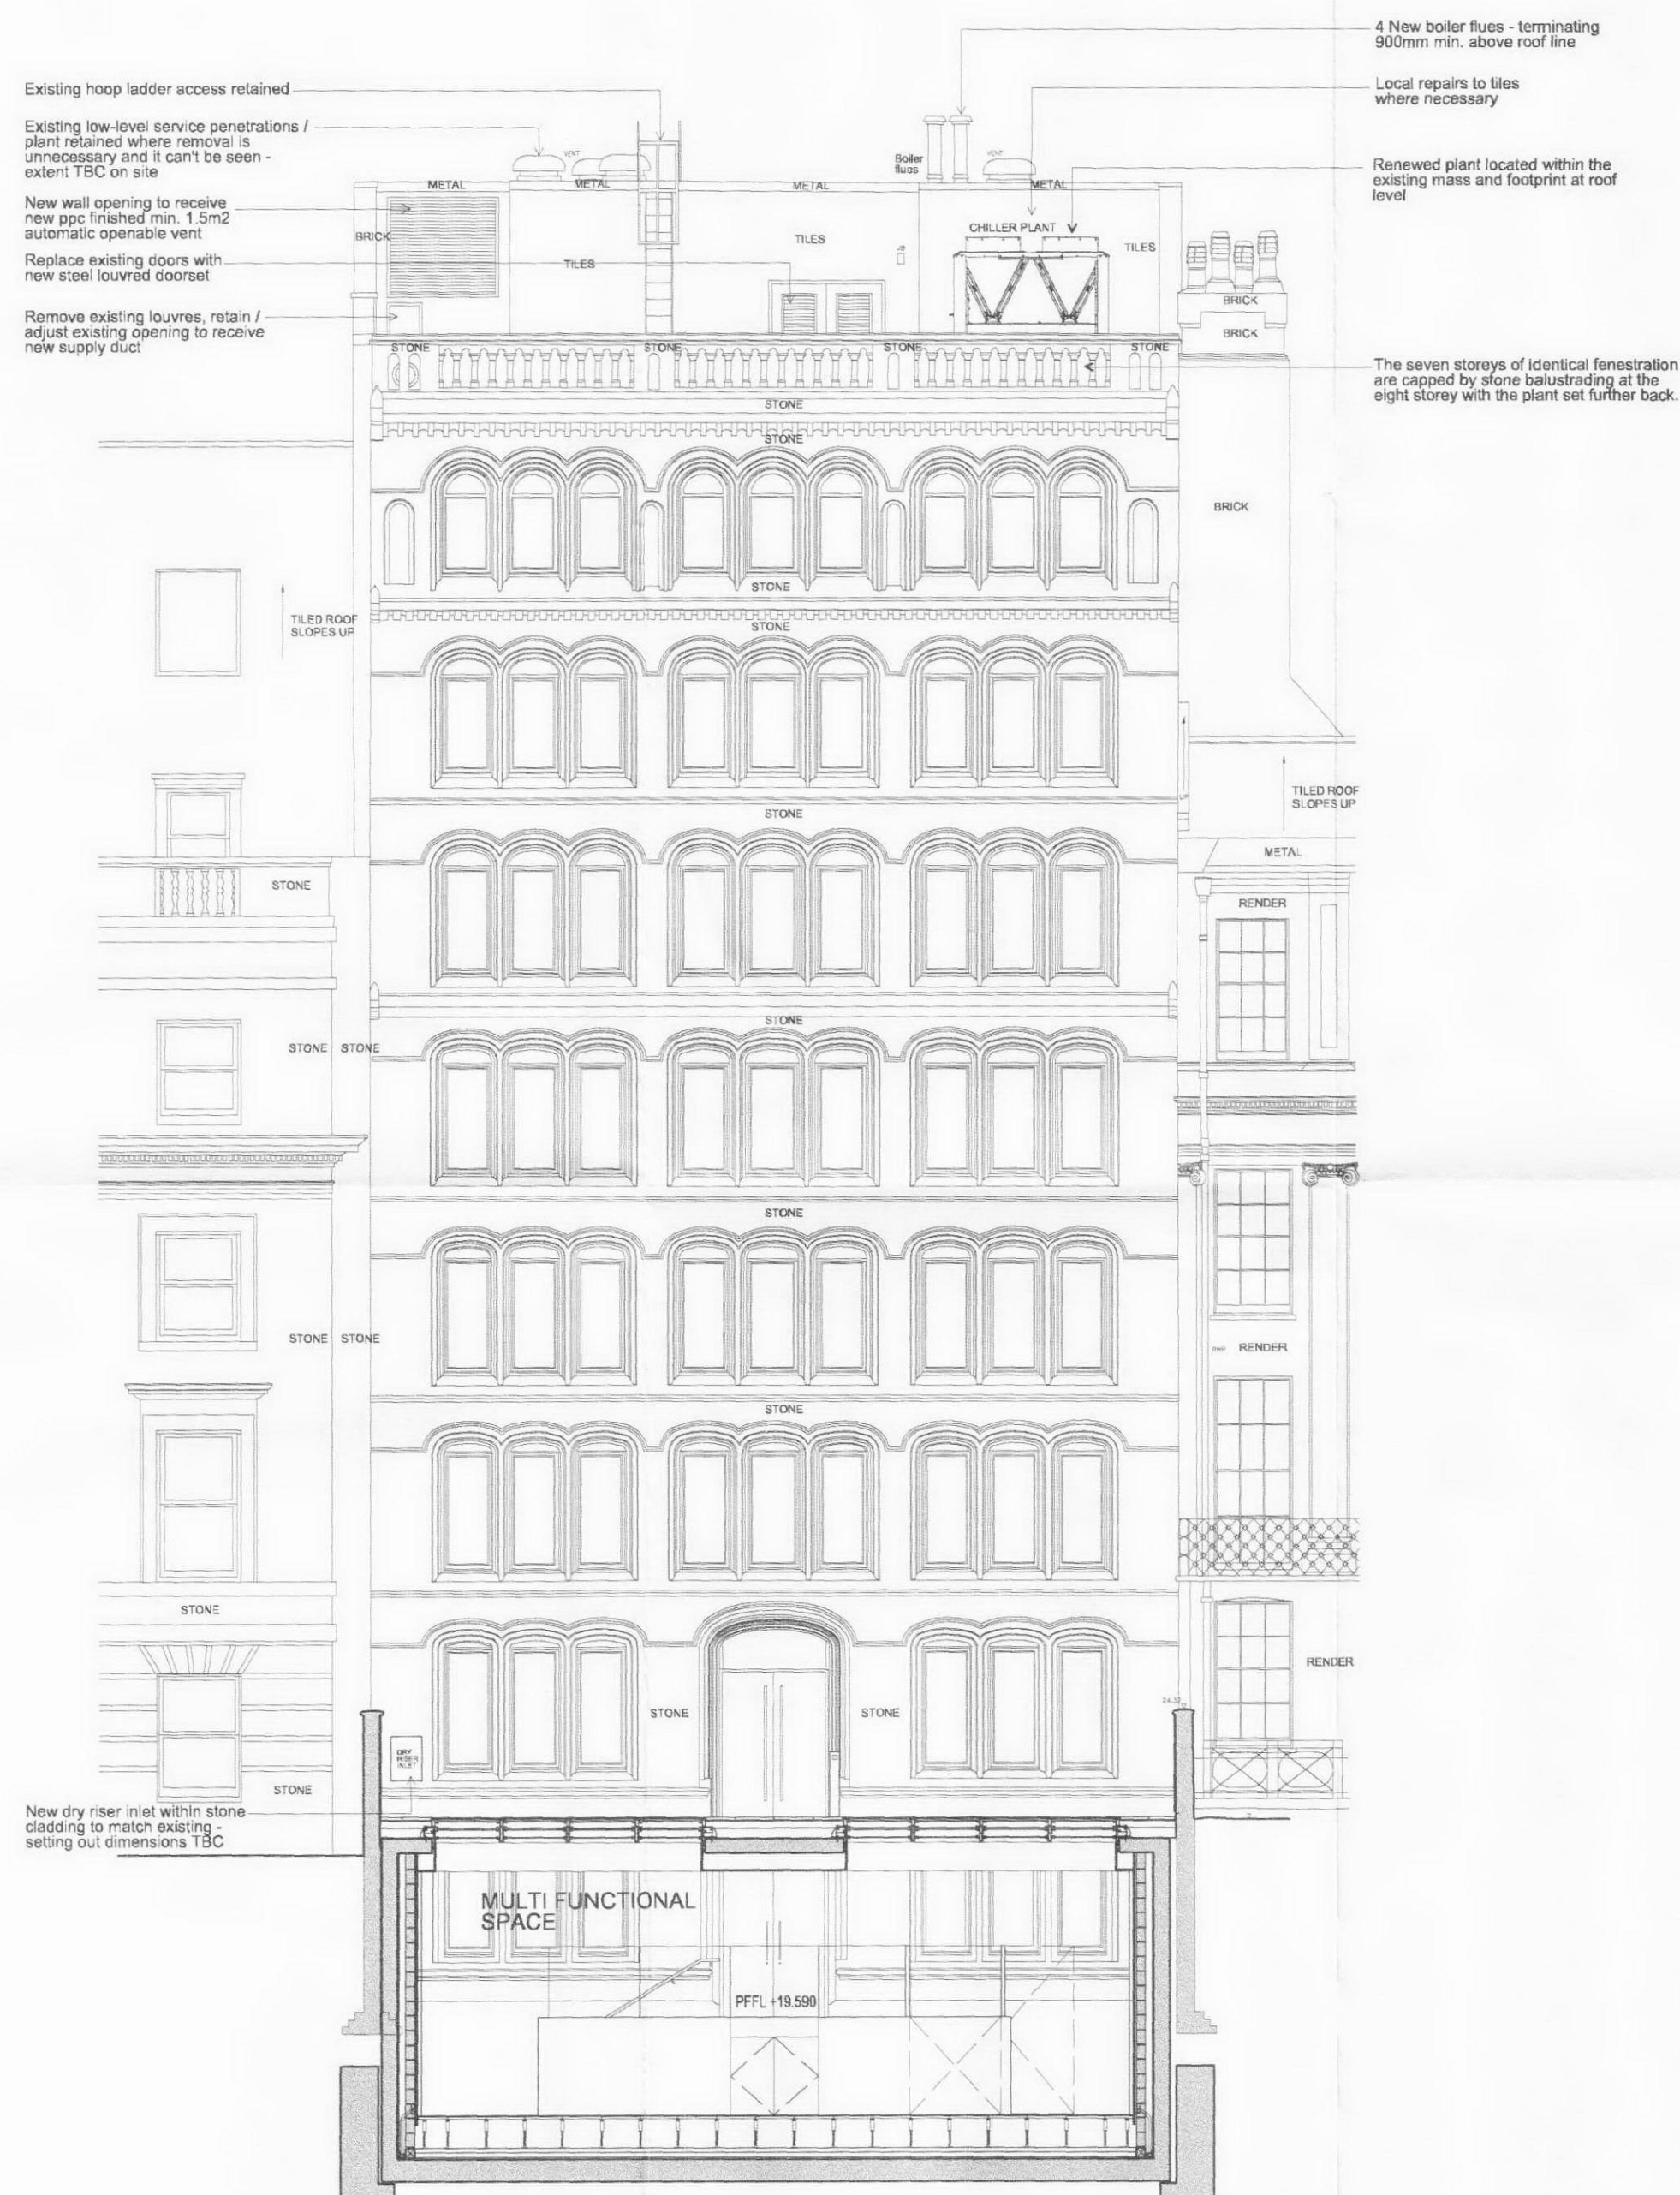 4 New boiler flues - terminating
900mm min. above roof line
Existing hoop ladder access retained
Local repairs to tiles
where necessary
Existing low-level service penetrations /
plant retained where removal is
unnecessary and it can't be seen -
extent TBC on site
VENT
Boiler
flues
VENT
Renewed plant located within the
existing mass and footprint at roof
level
METAL
METAL
METAL
METAL
New wall opening to receive
new ppc finished min. 1.5m2
automatic openable vent
BRICK
TILES
CHILLER PLANT
TILES
Replace existing doors with
new steel louvred doorset
TILES
BRICK
Remove existing louvres, retain /
adjust existing opening to receive
new supply duct
BRICK
STONE
STONE
STONE
STONE
The seven storeys of identical fenestration
are capped by stone balustrading at the
eight storey with the plant set further back.
STONE
STONE
BRICK
STONE
TILED ROOF
SLOPES UP
STONE
TILED ROOF
SLOPES UP
STONE
METAL
STONE
RENDER
STONE
STONE
STONE
STONE
STONE
STONE
RENDER
STONE
STONE
RENDER
STONE
STONE
24.32
DRY
RISER
INLET
STONE
New dry riser inlet within stone
cladding to match existing -
setting out dimensions TBC
MULTI FUNCTIONAL
SPACE
PFFL +19.590